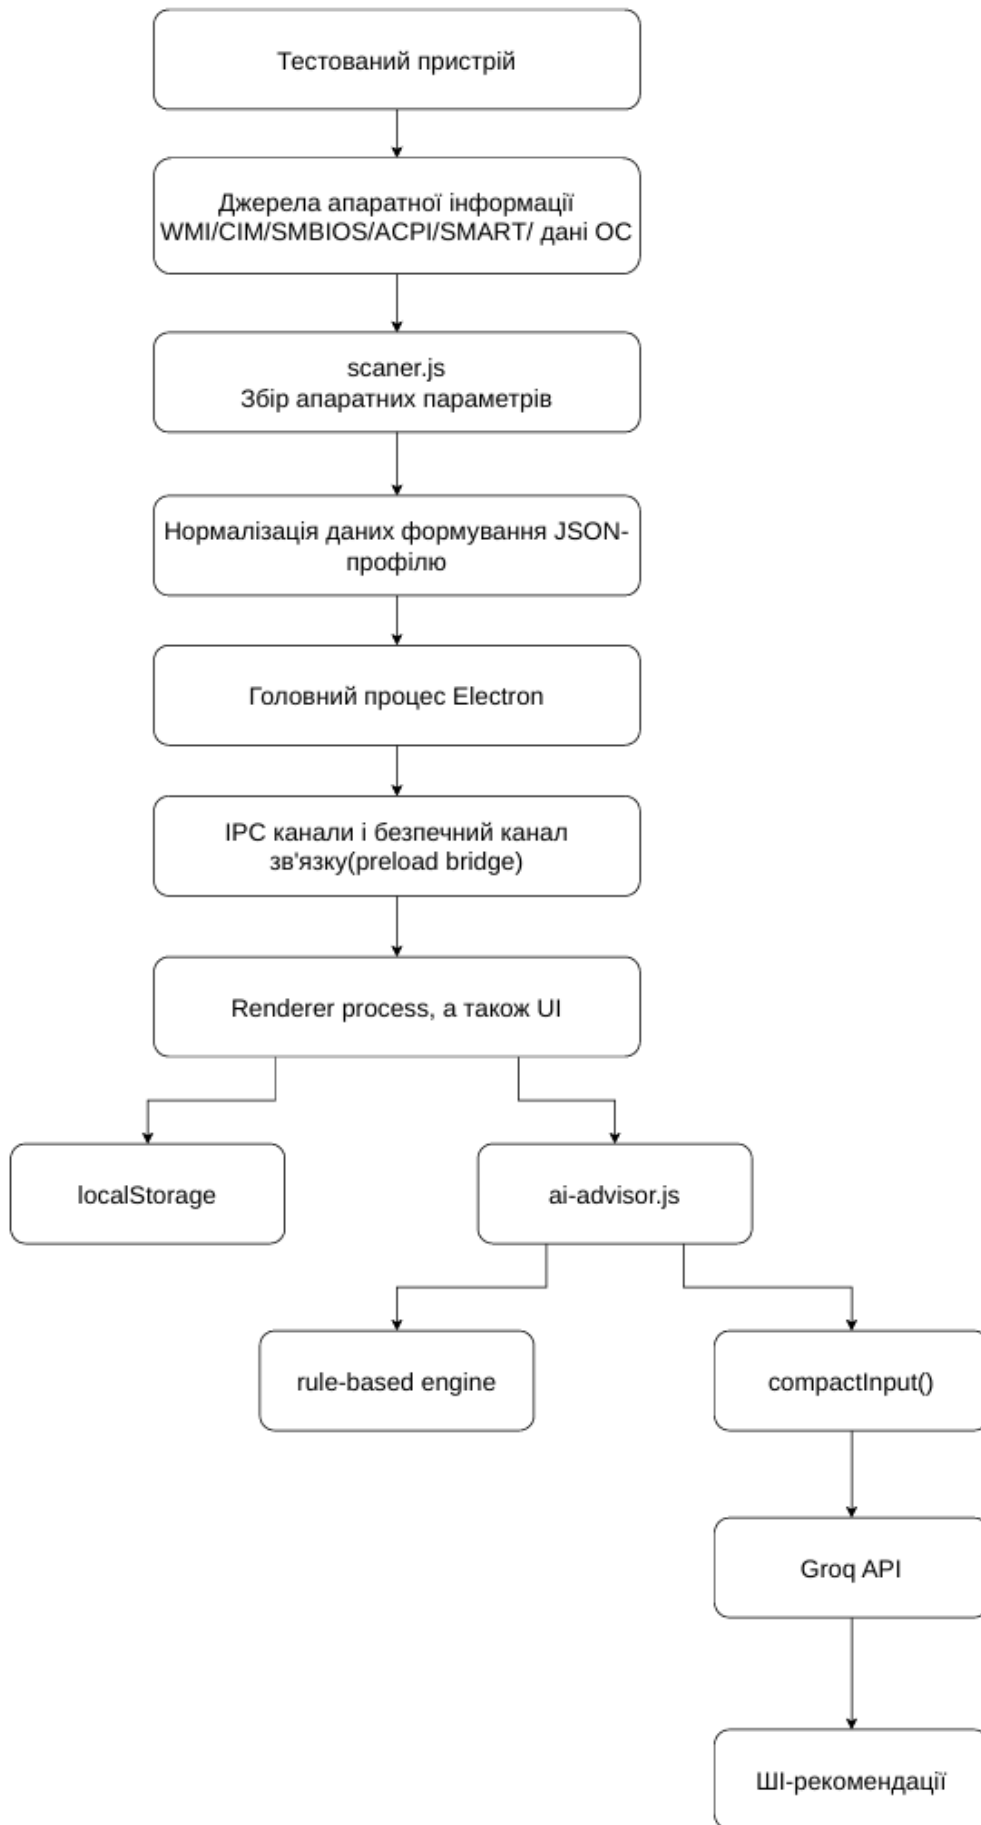 Тестований пристрій
Джерела апаратної інформації
WMI/CIM/SMBIOS/ACPI/SMART/ дані ОС
scaner.js
Збір апаратних параметрів
Нормалізація даних формування JSON-
профілю
Головний процес Electron
IPC канали і безпечний канал
зв'язку(preload bridge)
Renderer process, а також UI
localStorage
ai-advisor.js
rule-based engine
compactInput()
Groq API
ШІ-рекомендації